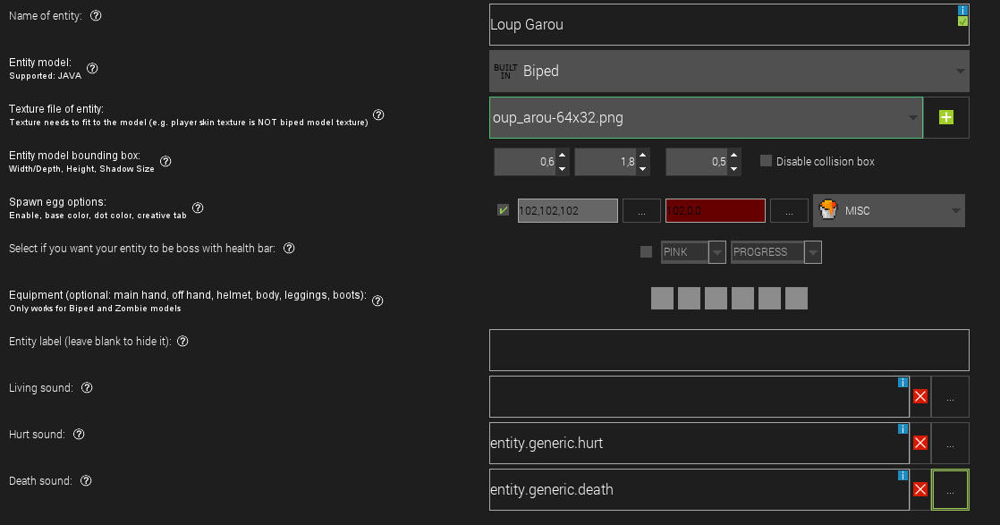 Name of entity:
Loup Garou
Entity model:
Supported: JAVA
BUILT IN
Biped
Texture file of entity:
Texture needs to fit to the model (e.g. player skin texture is NOT biped model texture)
oup_arou-64x32.png
Entity model bounding box:
Width/Depth, Height, Shadow Size
0,6
1,8
0,5
Disable collision box
Spawn egg options:
Enable, base color, dot color, creative tab
102,102,102
...
102,0,0
...
MISC
Select if you want your entity to be boss with health bar:
PINK
PROGRESS
Equipment (optional: main hand, off hand, helmet, body, leggings, boots):
Only works for Biped and Zombie models
Entity label (leave blank to hide it):
Living sound:
...
Hurt sound:
entity.generic.hurt
...
Death sound:
entity.generic.death
...